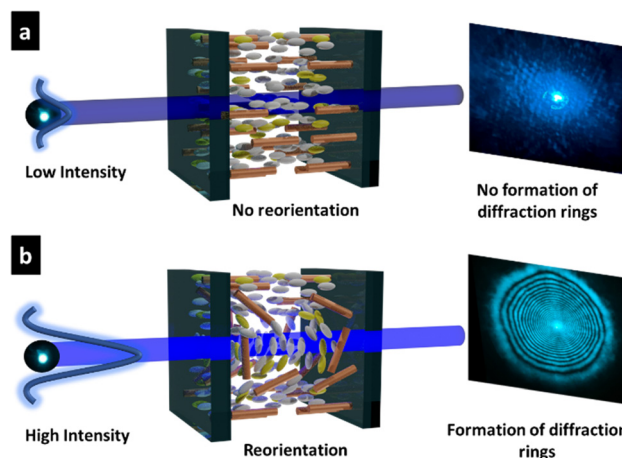 a
Low Intensity
No reorientation
No formation of
diffraction rings
b
High Intensity
Reorientation
Formation of diffraction
rings